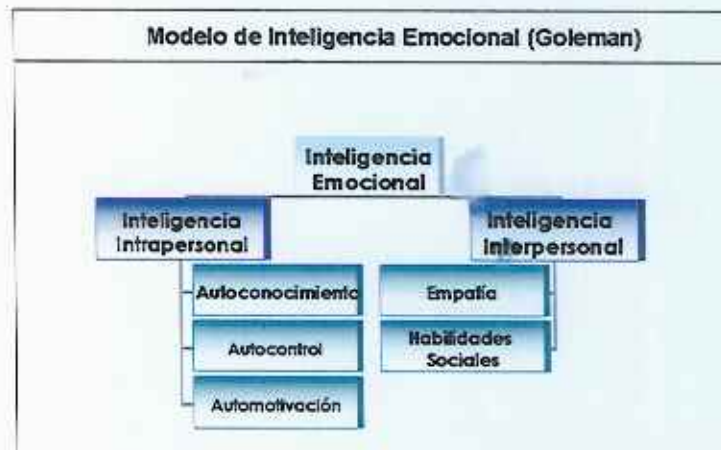 Modelo de Inteligencia Emocional (Goleman)
Inteligencia
Emocional
Inteligencia
Intrapersonal
Autoconocimiento
Autocontrol
Automotivación
Inteligencia
Interpersonal
Empatía
Habilidades
Sociales